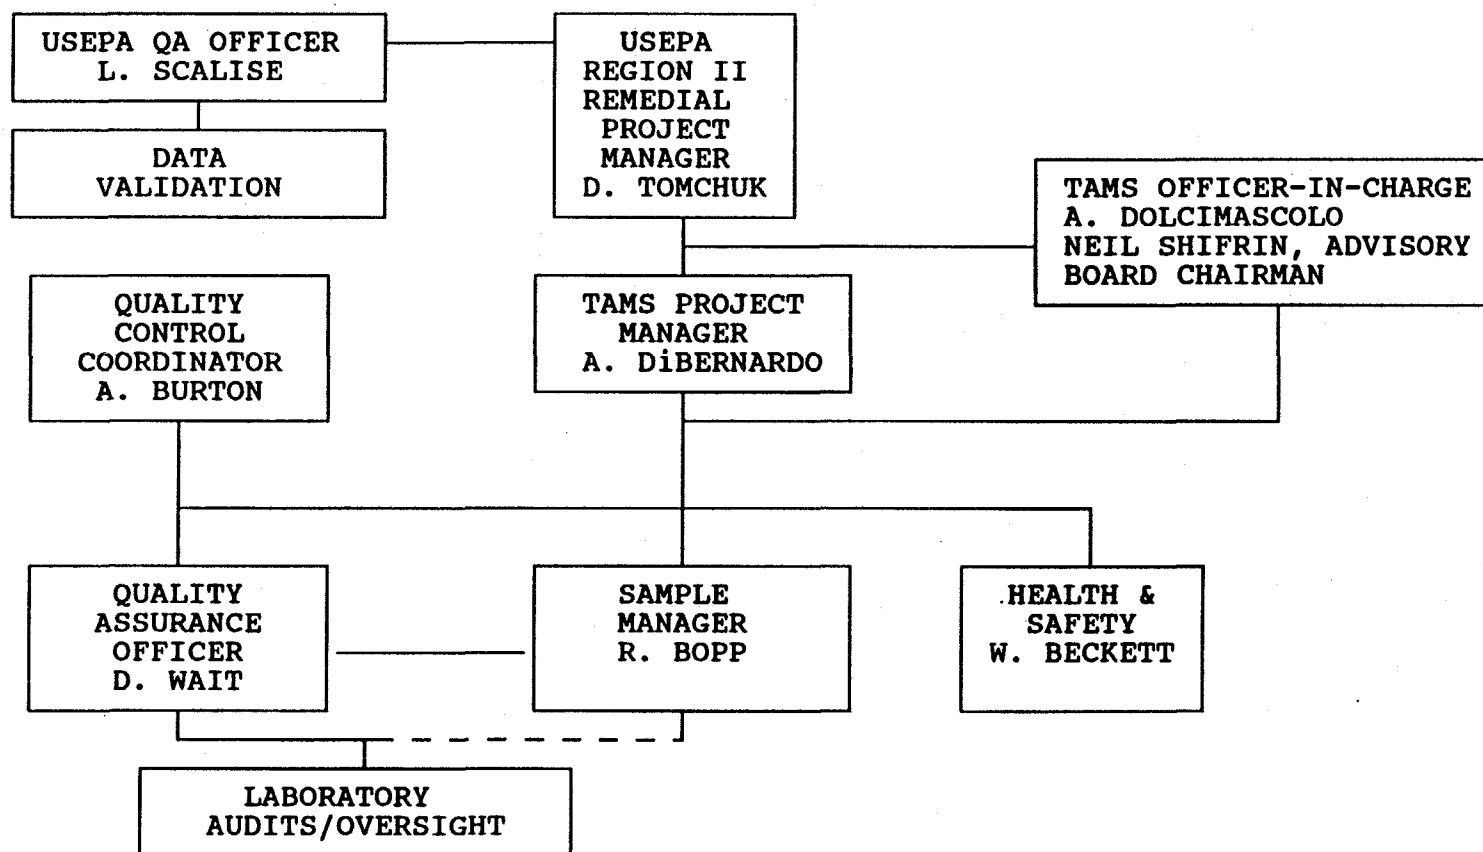 USEPA QA OFFICER
L. SCALISE
USEPA
REGION II
REMEDIAL
PROJECT
MANAGER
D. TOMCHUK
DATA
VALIDATION
TAMS OFFICER-IN-CHARGE
A. DOLCIMASCOLO
NEIL SHIFRIN, ADVISORY
BOARD CHAIRMAN
QUALITY
CONTROL
COORDINATOR
A. BURTON
TAMS PROJECT
MANAGER
A. DiBERNARDO
QUALITY
ASSURANCE
OFFICER
D. WAIT
SAMPLE
MANAGER
R. BOPP
HEALTH &
SAFETY
W. BECKETT
LABORATORY
AUDITS/OVERSIGHT